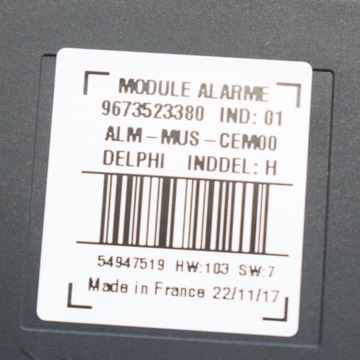 MODULE ALARME
9673523380 IND: 01
ALM-MUS-CEM00
DELPHI INDDEL: H
54947519 HW:103 SW:7
Made in France 22/11/17